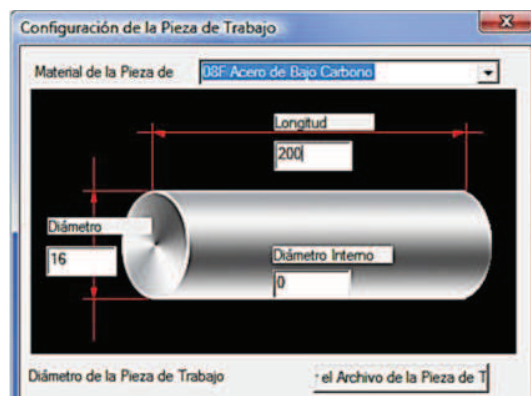 Configuración de la Pieza de Trabajo
Material de la Pieza de
08F Acero de Bajo Carbono
Longitud
200
Diámetro
16
Diámetro Interno
0
Diámetro de la Pieza de Trabajo
el Archivo de la Pieza de T